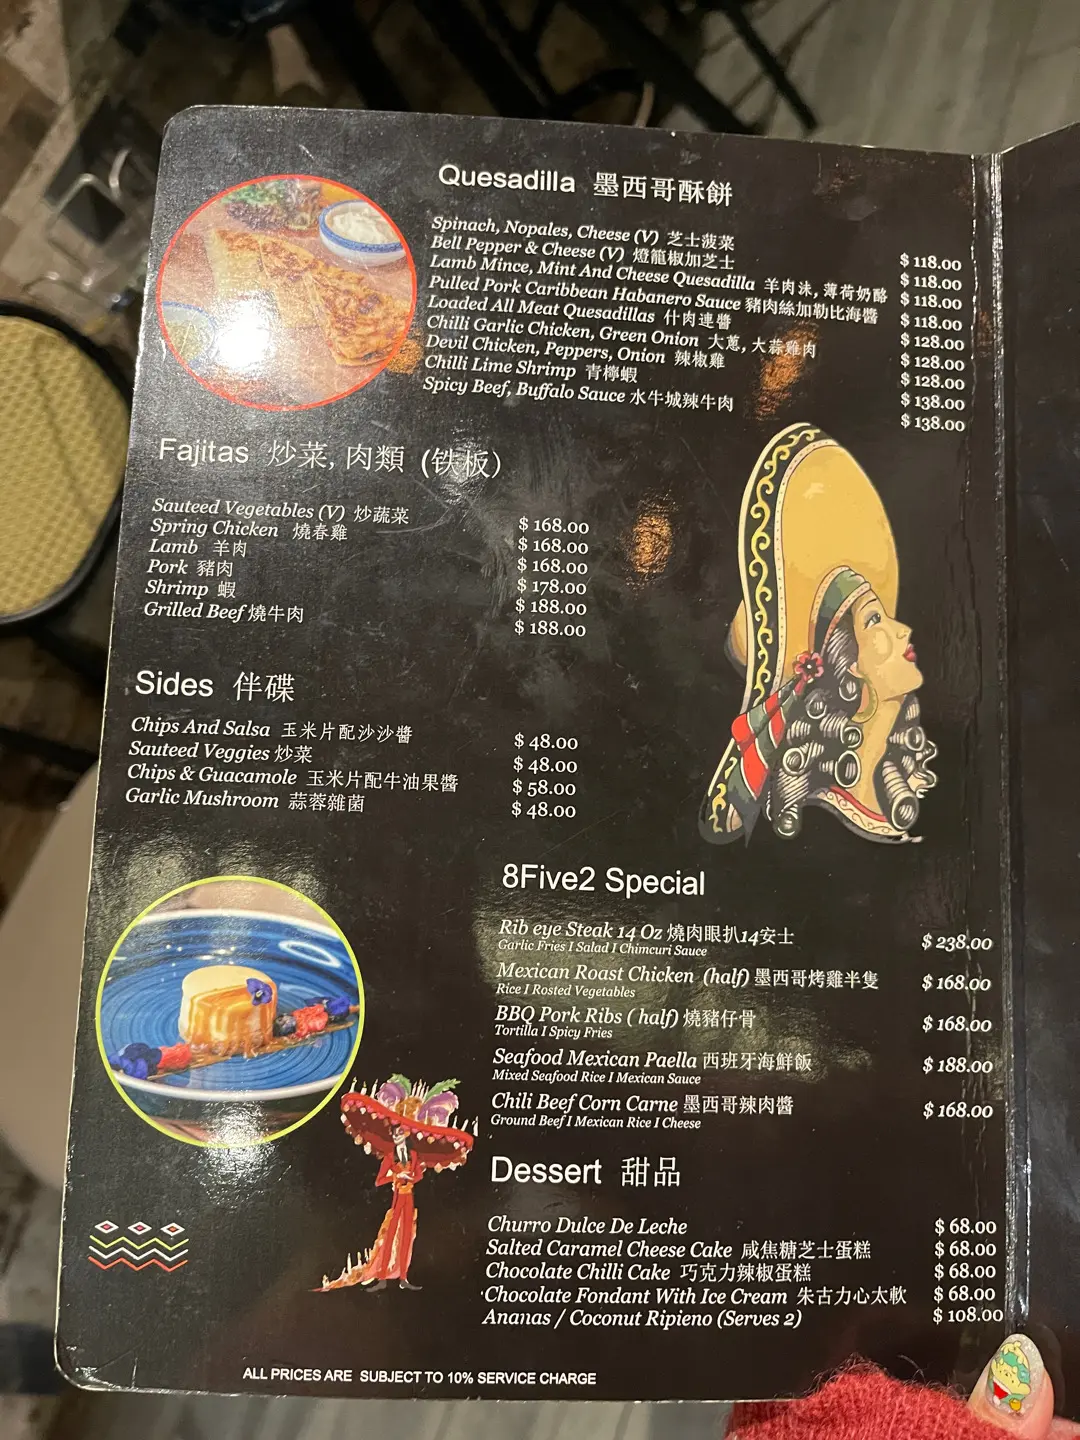 Quesadilla 墨西哥酥餅
Spinach, Nopales, Cheese (V) 芝士菠菜 $ 118.00
Bell Pepper & Cheese (V) 燈籠椒加芝士 $ 118.00
Lamb Mince, Mint And Cheese Quesadilla 羊肉沬, 薄荷奶酪 $ 118.00
Pulled Pork Caribbean Habanero Sauce 豬肉絲加勒比海醬 $ 118.00
Loaded All Meat Quesadillas 什肉連醬 $ 128.00
Chilli Garlic Chicken, Green Onion 大蔥, 大蒜雞肉 $ 128.00
Devil Chicken, Peppers, Onion 辣椒雞 $ 128.00
Chilli Lime Shrimp 青檸蝦 $ 138.00
Spicy Beef, Buffalo Sauce 水牛城辣牛肉 $ 138.00
Fajitas 炒菜, 肉類 (铁板)
Sauteed Vegetables (V) 炒蔬菜 $ 168.00
Spring Chicken 燒春雞 $ 168.00
Lamb 羊肉 $ 168.00
Pork 豬肉 $ 178.00
Shrimp 蝦 $ 188.00
Grilled Beef 燒牛肉 $ 188.00
Sides 伴碟
Chips And Salsa 玉米片配沙沙醬 $ 48.00
Sauteed Veggies 炒菜 $ 48.00
Chips & Guacamole 玉米片配牛油果醬 $ 58.00
Garlic Mushroom 蒜蓉雜菌 $ 48.00
8Five2 Special
Rib eye Steak 14 Oz 燒肉眼扒14安士 $ 238.00
Garlic Fries I Salad I Chimcuri Sauce
Mexican Roast Chicken (half) 墨西哥烤雞半隻 $ 168.00
Rice I Rosted Vegetables
BBQ Pork Ribs ( half) 燒豬仔骨 $ 168.00
Tortilla I Spicy Fries
Seafood Mexican Paella 西班牙海鮮飯 $ 188.00
Mixed Seafood Rice I Mexican Sauce
Chili Beef Corn Carne 墨西哥辣肉醬 $ 168.00
Ground Beef I Mexican Rice I Cheese
Dessert 甜品
Churro Dulce De Leche $ 68.00
Salted Caramel Cheese Cake 咸焦糖芝士蛋糕 $ 68.00
Chocolate Chilli Cake 巧克力辣椒蛋糕 $ 68.00
Chocolate Fondant With Ice Cream 朱古力心太軟 $ 68.00
Ananas / Coconut Ripieno (Serves 2) $ 108.00
ALL PRICES ARE SUBJECT TO 10% SERVICE CHARGE